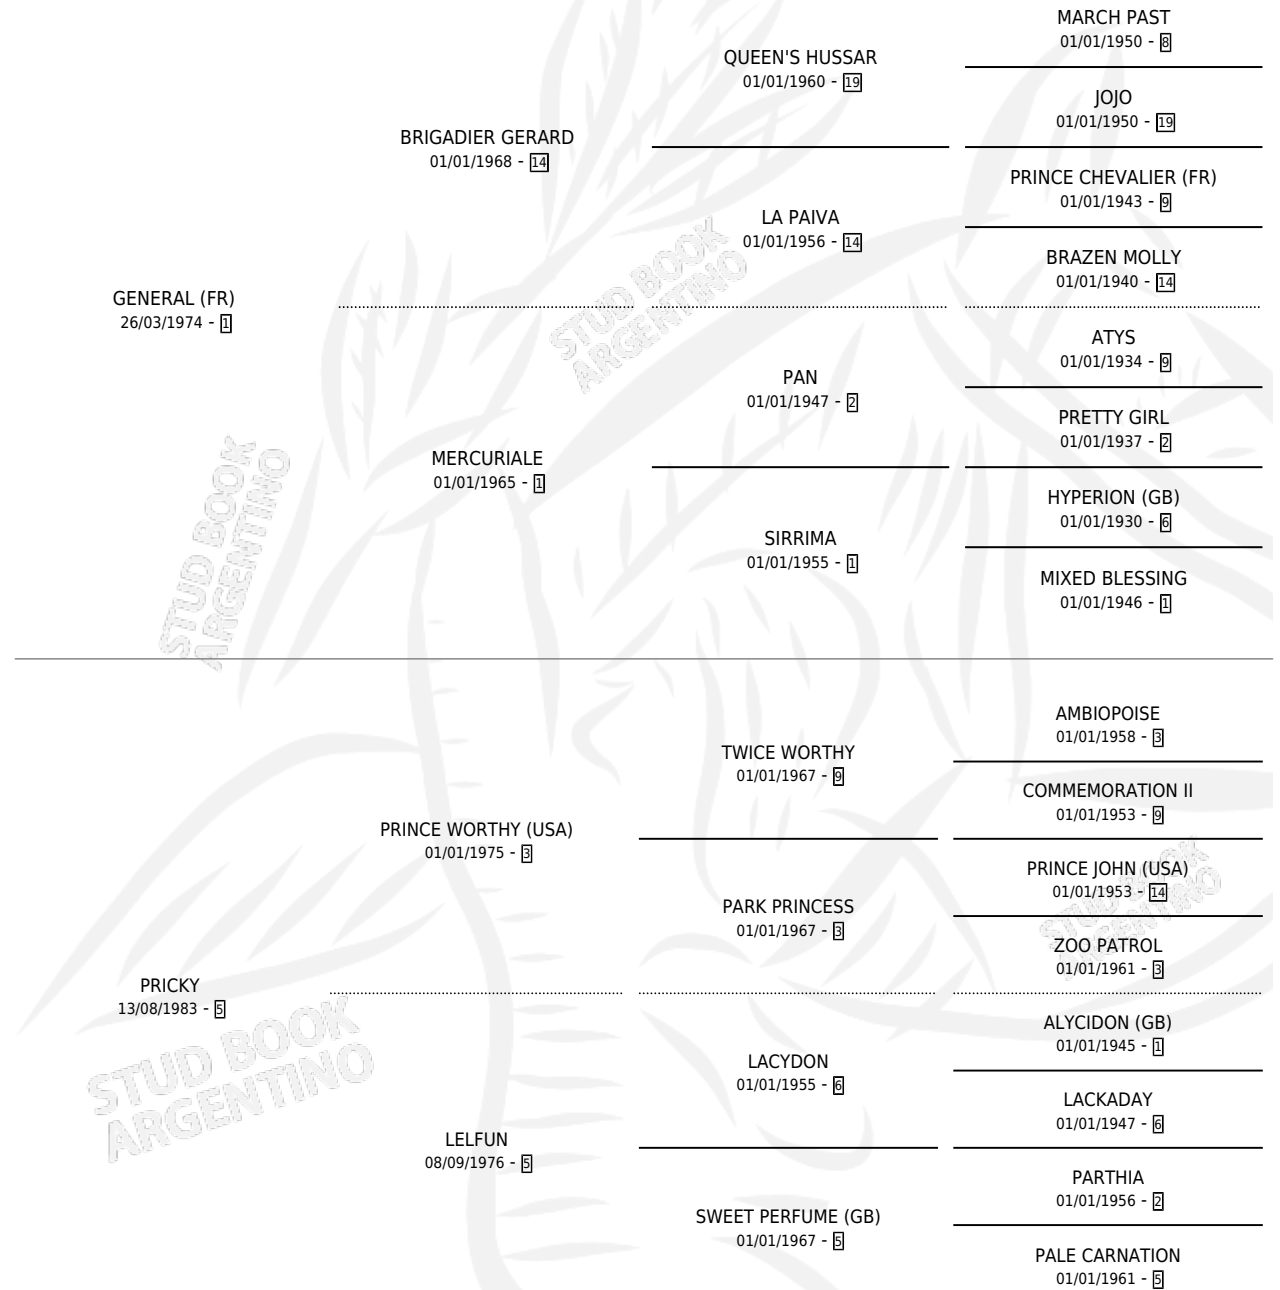 MARCH PAST
01/01/1950 - 8
QUEEN'S HUSSAR
01/01/1960 - 19
JOJO
01/01/1950 - 19
BRIGADIER GERARD
01/01/1968 - 14
PRINCE CHEVALIER (FR)
01/01/1943 - 9
LA PAIVA
01/01/1956 - 14
BRAZEN MOLLY
01/01/1940 - 14
GENERAL (FR)
26/03/1974 - 1
ATYS
01/01/1934 - 9
PAN
01/01/1947 - 2
PRETTY GIRL
01/01/1937 - 2
MERCURIALE
01/01/1965 - 1
HYPERION (GB)
01/01/1930 - 6
SIRRIMA
01/01/1955 - 1
MIXED BLESSING
01/01/1946 - 1
STUD BOOK
ARGENTINO
STUD BOOK
ARGENTINO
AMBIOPOISE
01/01/1958 - 3
TWICE WORTHY
01/01/1967 - 9
COMMEMORATION II
01/01/1953 - 9
PRINCE WORTHY (USA)
01/01/1975 - 3
PRINCE JOHN (USA)
01/01/1953 - 14
PARK PRINCESS
01/01/1967 - 3
ZOO PATROL
01/01/1961 - 3
PRICKY
13/08/1983 - 5
ALYCIDON (GB)
01/01/1945 - 1
LACYDON
01/01/1955 - 6
LACKADAY
01/01/1947 - 6
LELFUN
08/09/1976 - 5
PARTHIA
01/01/1956 - 2
SWEET PERFUME (GB)
01/01/1967 - 5
PALE CARNATION
01/01/1961 - 5
STUD BOOK
ARGENTINO
STUD BOOK
ARGENTINO